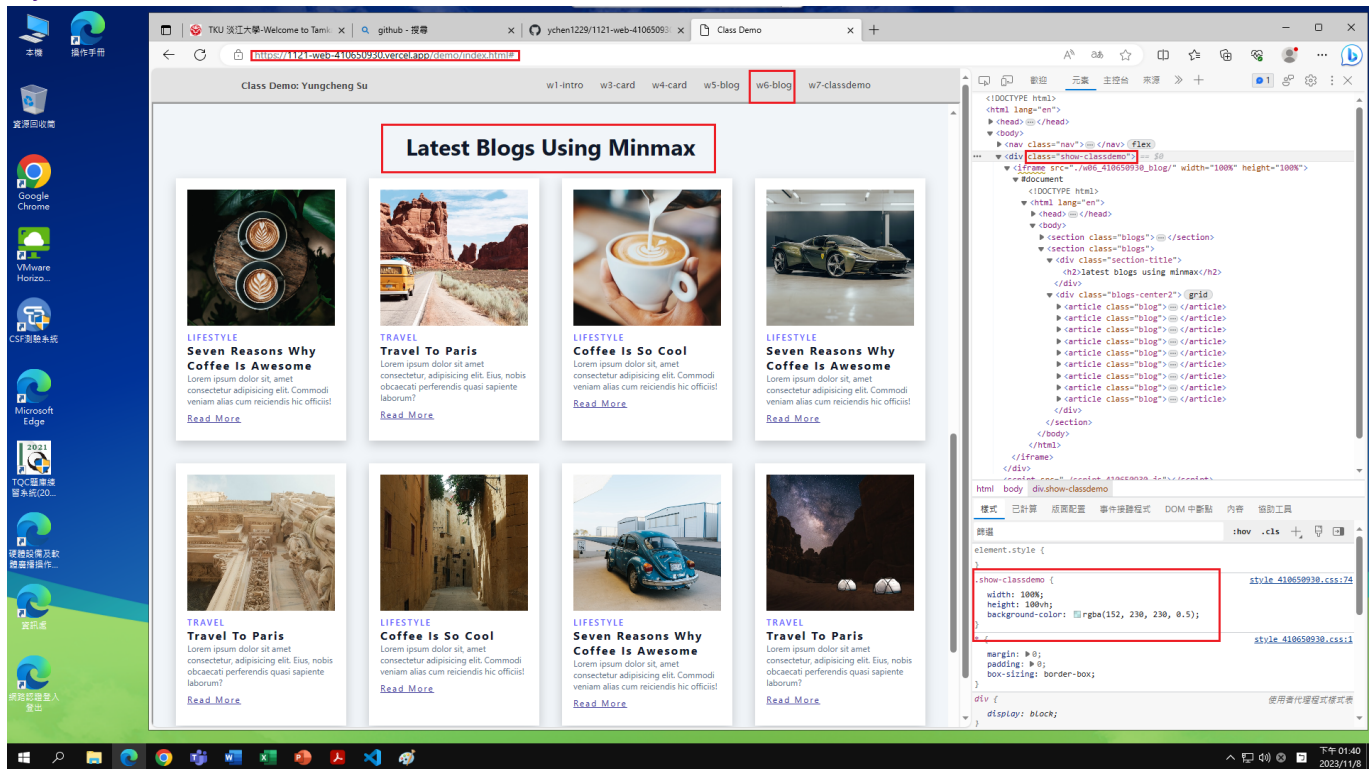 本機
操作手冊
資源回收筒
Google
Chrome
VMware
Horizo...
CSF測驗系統
Microsoft
Edge
2021
TQC題庫練
習系統(20...
硬體設備及軟
體廣播操作...
資訊處
網路認證登入
登出
TKU 淡江大學-Welcome to Tamk
github - 搜尋
ychen1229/1121-web-41065093
Class Demo
https://1121-web-410650930.vercel.app/demo/index.html#
Class Demo: Yungcheng Su
w1-intro w3-card w4-card w5-blog w6-blog w7-classdemo
Latest Blogs Using Minmax
LIFESTYLE
Seven Reasons Why
Coffee Is Awesome
Lorem ipsum dolor sit, amet
consectetur adipisicing elit. Commodi
veniam alias cum reiciendis hic officiis!
Read More
TRAVEL
Travel To Paris
Lorem ipsum dolor sit amet
consectetur, adipisicing elit. Eius, nobis
obcaecati perferendis quasi sapiente
laborum?
Read More
LIFESTYLE
Coffee Is So Cool
Lorem ipsum dolor sit, amet
consectetur adipisicing elit. Commodi
veniam alias cum reiciendis hic officiis!
Read More
LIFESTYLE
Seven Reasons Why
Coffee Is Awesome
Lorem ipsum dolor sit, amet
consectetur adipisicing elit. Commodi
veniam alias cum reiciendis hic officiis!
Read More
TRAVEL
Travel To Paris
Lorem ipsum dolor sit amet
consectetur, adipisicing elit. Eius, nobis
obcaecati perferendis quasi sapiente
laborum?
Read More
LIFESTYLE
Coffee Is So Cool
Lorem ipsum dolor sit, amet
consectetur adipisicing elit. Commodi
veniam alias cum reiciendis hic officiis!
Read More
LIFESTYLE
Seven Reasons Why
Coffee Is Awesome
Lorem ipsum dolor sit, amet
consectetur adipisicing elit. Commodi
veniam alias cum reiciendis hic officiis!
Read More
TRAVEL
Travel To Paris
Lorem ipsum dolor sit amet
consectetur, adipisicing elit. Eius, nobis
obcaecati perferendis quasi sapiente
laborum?
Read More
歡迎 元素 主控台 來源 1
<!DOCTYPE html>
<html lang="en">
<head> </head>
<body>
<nav class="nav"> </nav> flex
<div class="show-classdemo"> == $0
<iframe src="./w06_410650930_blog/" width="100%" height="100%">
#document
<!DOCTYPE html>
<html lang="en">
<head> </head>
<body>
<section class="blogs"> </section>
<section class="blogs">
<div class="section-title">
<h2>latest blogs using minmax</h2>
</div>
<div class="blogs-center2"> grid
<article class="blog"> </article>
<article class="blog"> </article>
<article class="blog"> </article>
<article class="blog"> </article>
<article class="blog"> </article>
<article class="blog"> </article>
<article class="blog"> </article>
<article class="blog"> </article>
<article class="blog"> </article>
</div>
</section>
</body>
</html>
</iframe>
</div>
<script src="./script_410650930.js"></script>
html body div.show-classdemo
樣式 已計算 版面配置 事件接聽程式 DOM 中斷點 內容 協助工具
篩選 :hov .cls
element.style {
}
.show-classdemo { style_410650930.css:74
width: 100%;
height: 100vh;
background-color: rgba(152, 230, 230, 0.5);
}
* { style_410650930.css:1
margin: 0;
padding: 0;
box-sizing: border-box;
}
div { 使用者代理程式樣式表
display: block;
}
下午 01:40
2023/11/8